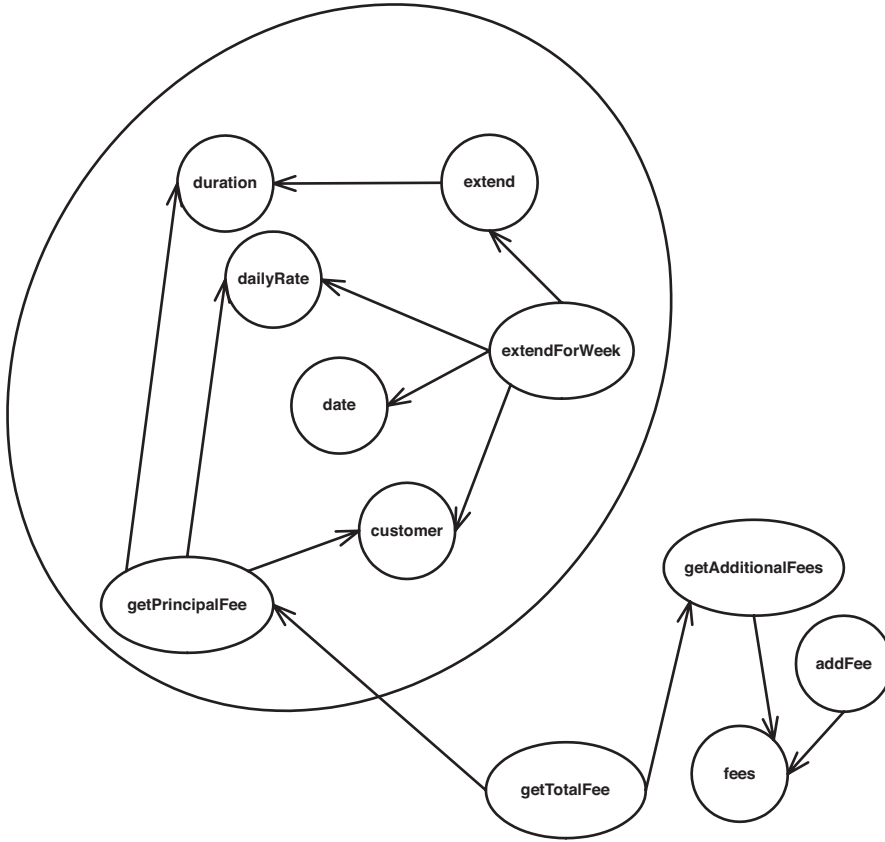 duration
extend
dailyRate
extendForWeek
date
customer
getAdditionalFees
getPrincipalFee
addFee
fees
getTotalFee